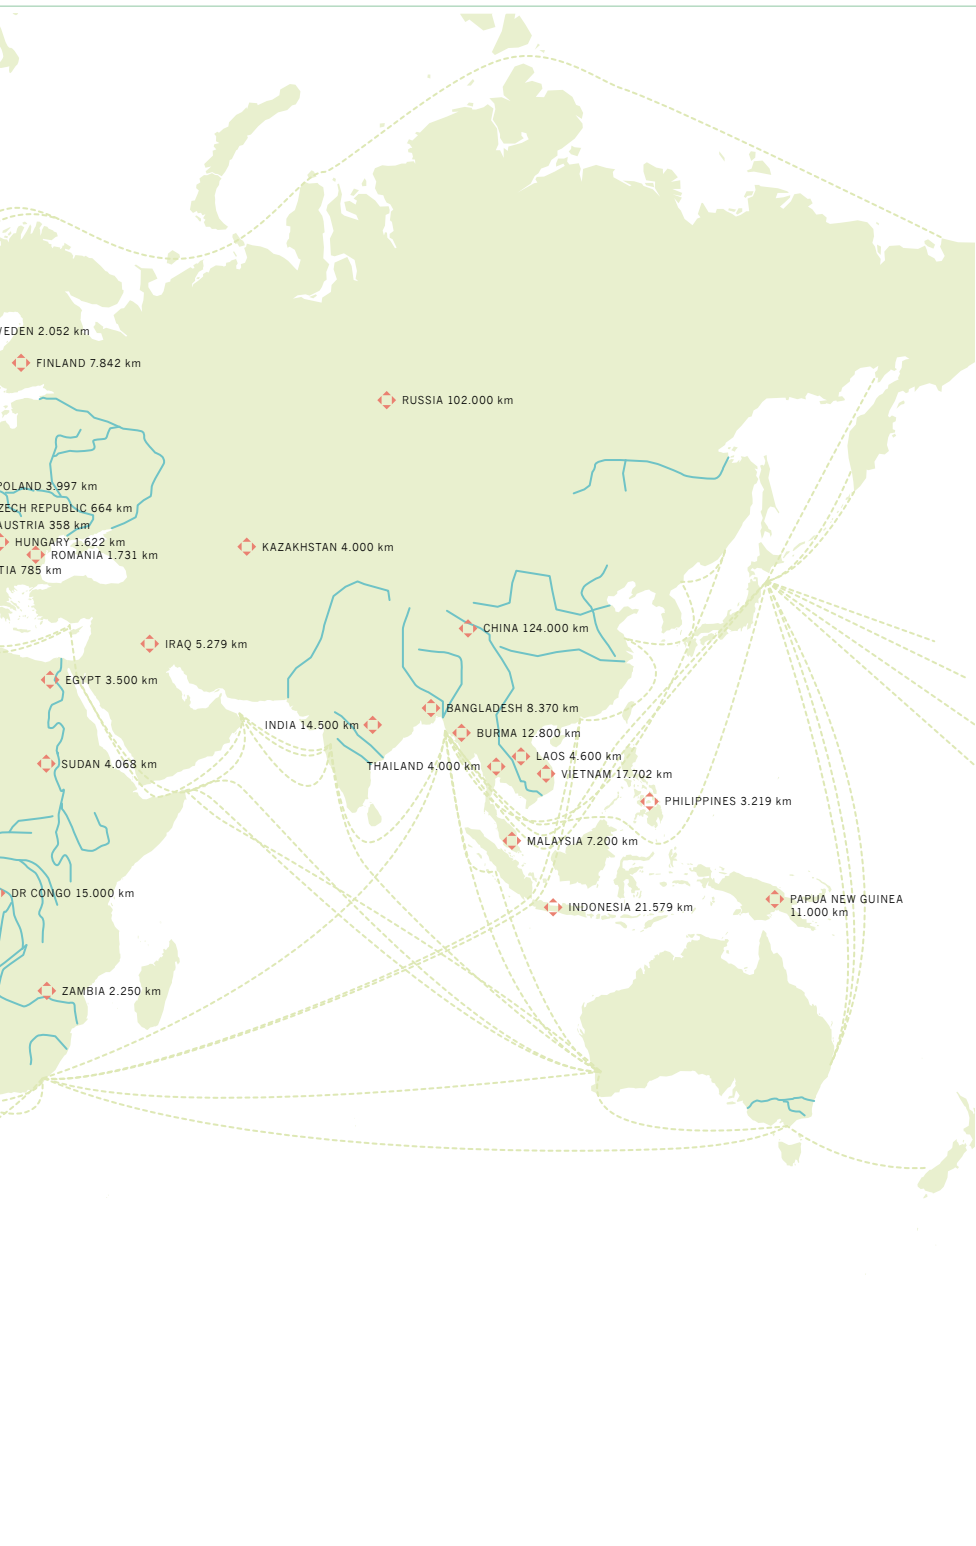 EDEN 2.052 km
FINLAND 7.842 km
RUSSIA 102.000 km
POLAND 3.997 km
ZECH REPUBLIC 664 km
AUSTRIA 358 km
HUNGARY 1.622 km
ROMANIA 1.731 km
KAZAKHSTAN 4.000 km
TIA 785 km
CHINA 124.000 km
IRAQ 5.279 km
EGYPT 3.500 km
BANGLADESH 8.370 km
INDIA 14.500 km
BURMA 12.800 km
LAOS 4.600 km
SUDAN 4.068 km
THAILAND 4.000 km
VIETNAM 17.702 km
PHILIPPINES 3.219 km
MALAYSIA 7.200 km
DR CONGO 15.000 km
PAPUA NEW GUINEA
11.000 km
INDONESIA 21.579 km
ZAMBIA 2.250 km